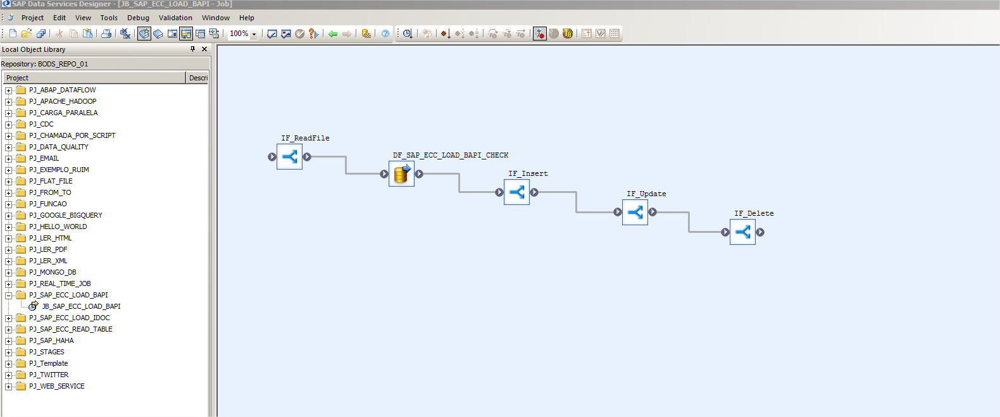 SAP Data Services Designer - [JB_SAP_ECC_LOAD_BAPI - Job]
Project Edit View Tools Debug Validation Window Help
100%
Local Object Library
Repository: BODS_REPO_01
Project Descri
PJ_ABAP_DATAFLOW
PJ_APACHE_HADOOP
PJ_CARGA_PARALELA
PJ_CDC
PJ_CHAMADA_POR_SCRIPT
PJ_DATA_QUALITY
PJ_EMAIL
PJ_EXEMPLO_RUIM
PJ_FLAT_FILE
PJ_FROM_TO
PJ_FUNCAO
PJ_GOOGLE_BIGQUERY
PJ_HELLO_WORLD
PJ_LER_HTML
PJ_LER_PDF
PJ_LER_XML
PJ_MONGO_DB
PJ_REAL_TIME_JOB
PJ_SAP_ECC_LOAD_BAPI
JB_SAP_ECC_LOAD_BAPI
PJ_SAP_ECC_LOAD_IDOC
PJ_SAP_ECC_READ_TABLE
PJ_SAP_HAHA
PJ_STAGES
PJ_Template
PJ_TWITTER
PJ_WEB_SERVICE
IF_ReadFile
DF_SAP_ECC_LOAD_BAPI_CHECK
IF_Insert
IF_Update
IF_Delete